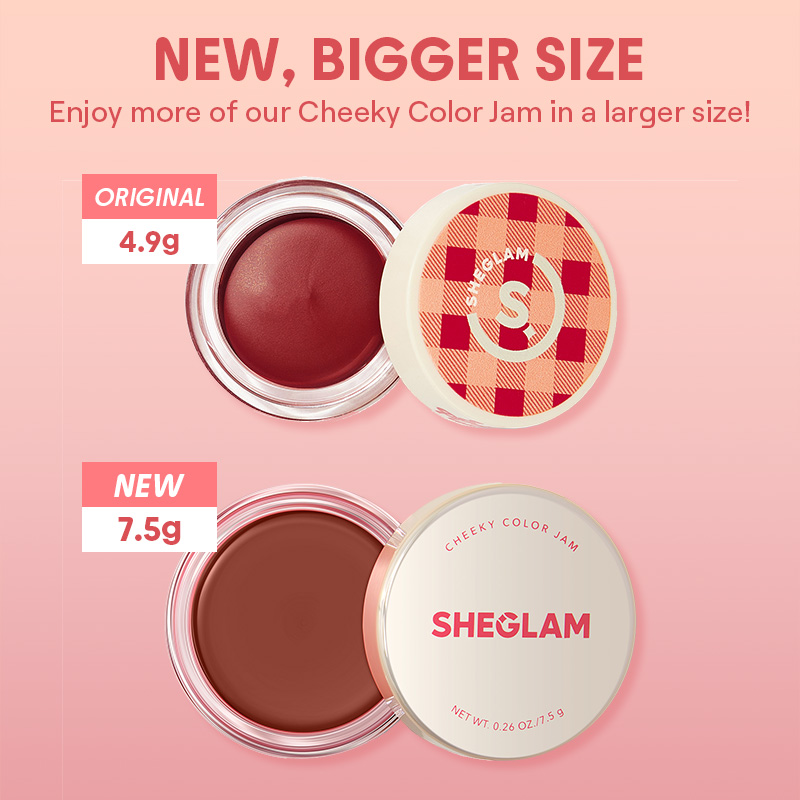 NEW, BIGGER SIZE
Enjoy more of our Cheeky Color Jam in a larger size!
ORIGINAL
4.9g
SHEGLAM
S
NEW
7.5g
CHEEKY COLOR JAM
SHEGLAM
NET WT. 0.26 OZ./7.5 g